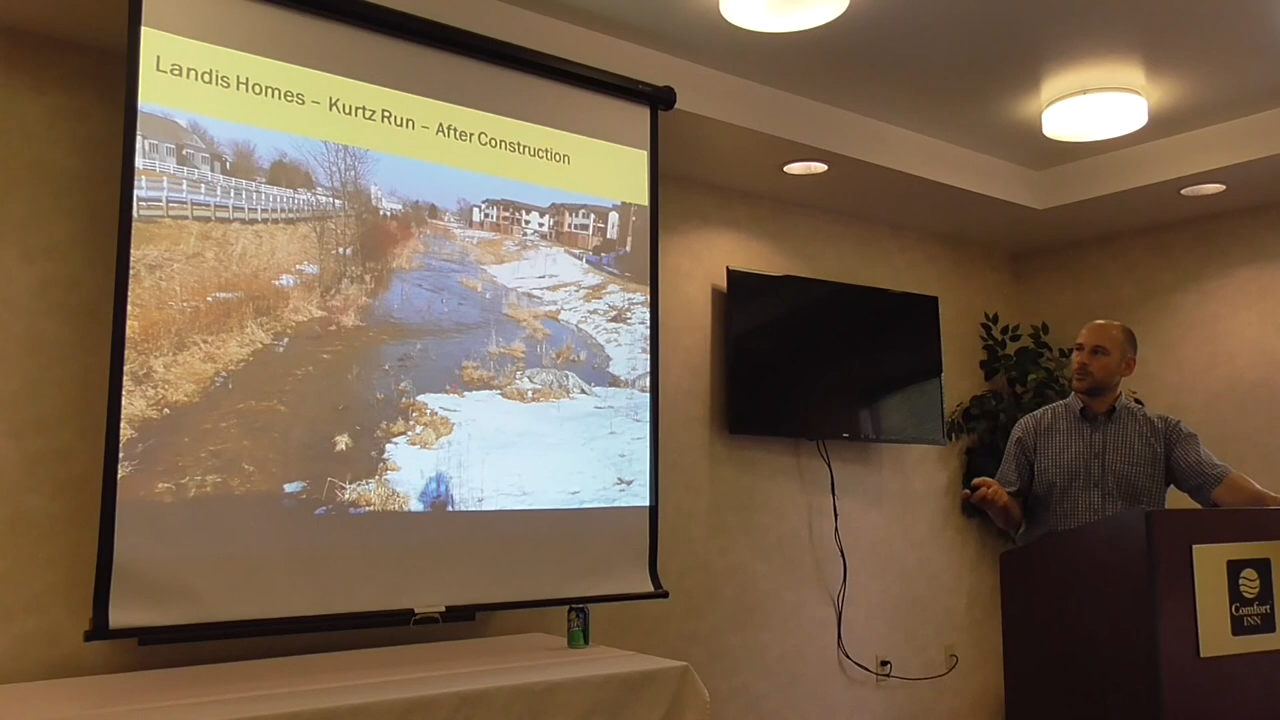 Landis Homes – Kurtz Run – After Construction
Comfort
INN